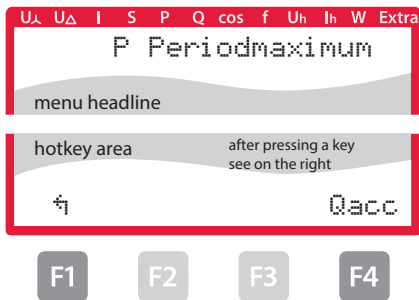 U⅄ U△ I S P Q cos f Uh Ih W Extra
P Periodmaximum
menu headline
hotkey area
after pressing a key
see on the right
↰ Qacc
F1 F2 F3 F4